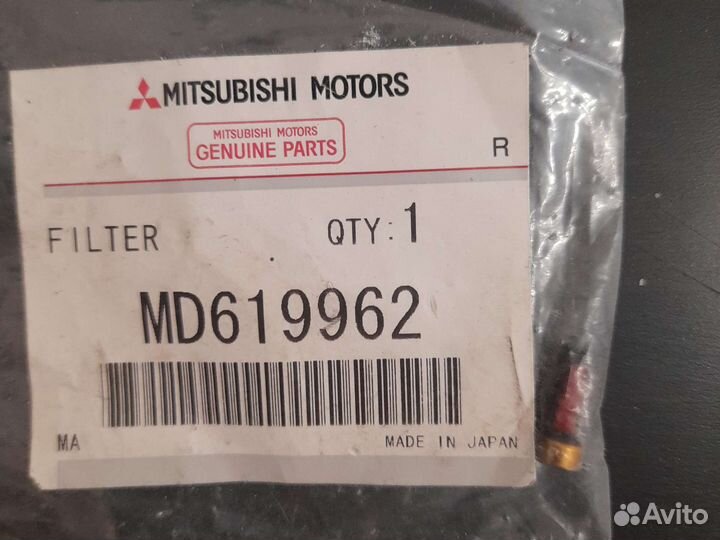 MITSUBISHI MOTORS
MITSUBISHI MOTORS
GENUINE PARTS
R
FILTER QTY: 1
MD619962
MA MADE IN JAPAN
Avito